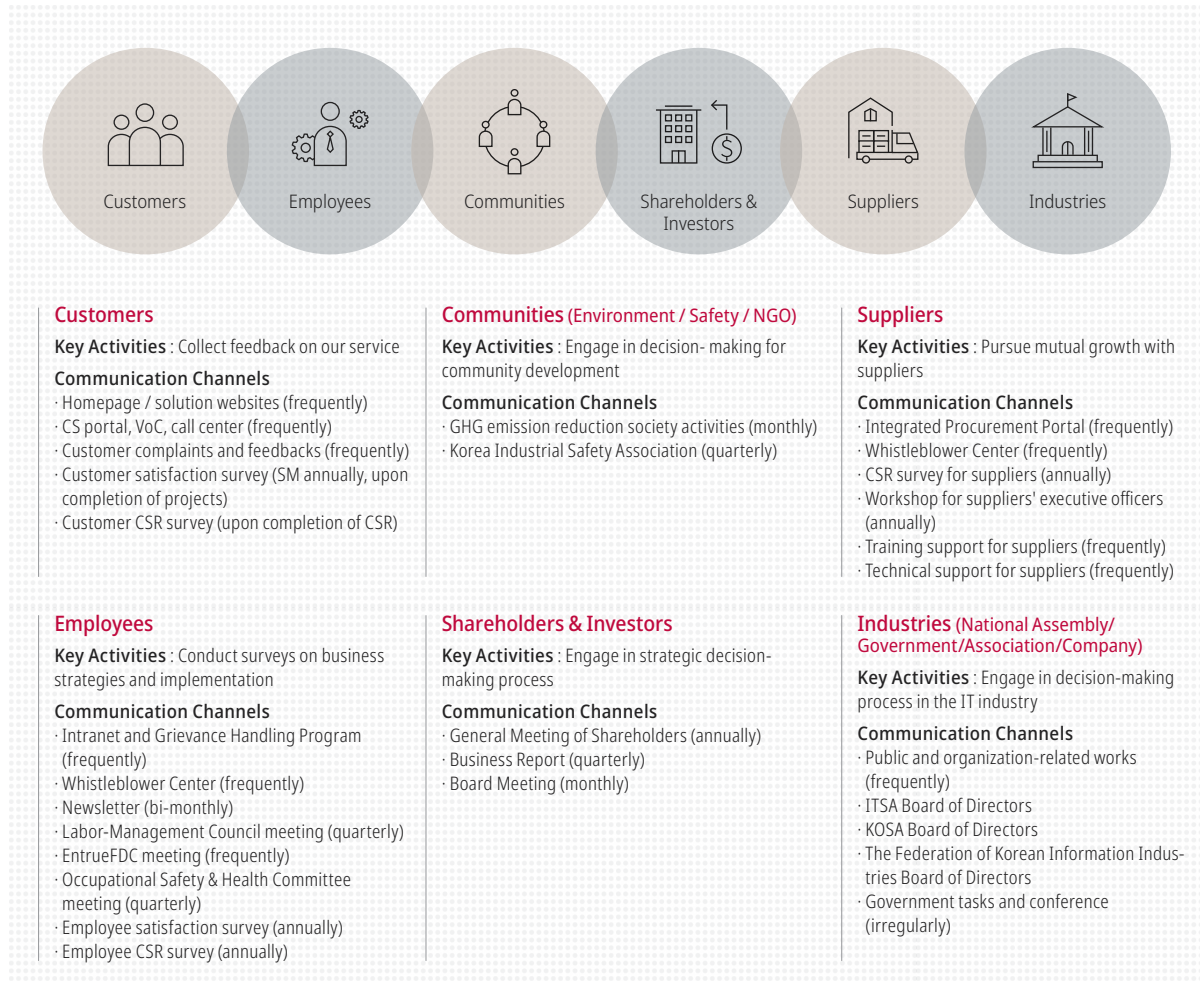 Customers
Employees
Communities
Shareholders &
Investors
Suppliers
Industries
Customers
Key Activities : Collect feedback on our service
Communication Channels
· Homepage / solution websites (frequently)
· CS portal, VoC, call center (frequently)
· Customer complaints and feedbacks (frequently)
· Customer satisfaction survey (SM annually, upon
completion of projects)
· Customer CSR survey (upon completion of CSR)
Communities (Environment / Safety / NGO)
Key Activities : Engage in decision- making for
community development
Communication Channels
· GHG emission reduction society activities (monthly)
· Korea Industrial Safety Association (quarterly)
Suppliers
Key Activities : Pursue mutual growth with
suppliers
Communication Channels
· Integrated Procurement Portal (frequently)
· Whistleblower Center (frequently)
· CSR survey for suppliers (annually)
· Workshop for suppliers' executive officers
(annually)
· Training support for suppliers (frequently)
· Technical support for suppliers (frequently)
Employees
Key Activities : Conduct surveys on business
strategies and implementation
Communication Channels
· Intranet and Grievance Handling Program
(frequently)
· Whistleblower Center (frequently)
· Newsletter (bi-monthly)
· Labor-Management Council meeting (quarterly)
· EntrueFDC meeting (frequently)
· Occupational Safety & Health Committee
meeting (quarterly)
· Employee satisfaction survey (annually)
· Employee CSR survey (annually)
Shareholders & Investors
Key Activities : Engage in strategic decision-
making process
Communication Channels
· General Meeting of Shareholders (annually)
· Business Report (quarterly)
· Board Meeting (monthly)
Industries (National Assembly/
Government/Association/Company)
Key Activities : Engage in decision-making
process in the IT industry
Communication Channels
· Public and organization-related works
(frequently)
· ITSA Board of Directors
· KOSA Board of Directors
· The Federation of Korean Information Indus-
tries Board of Directors
· Government tasks and conference
(irregularly)